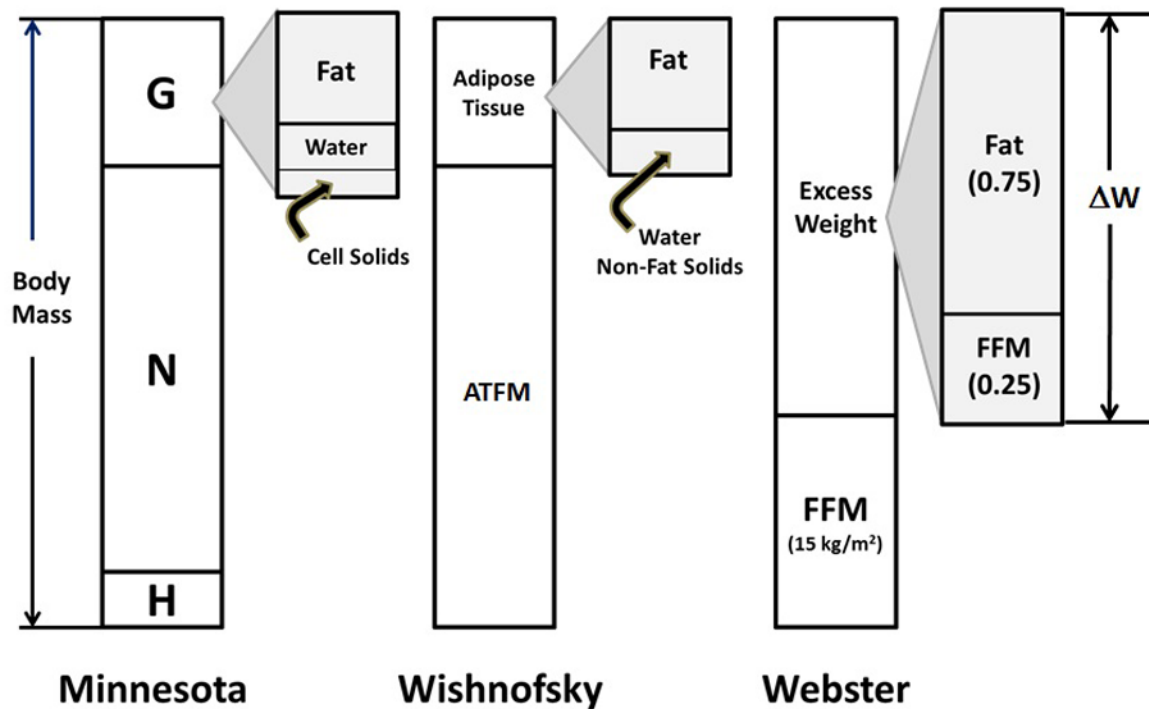 Body
Mass
G
N
H
Fat
Water
Cell Solids
Minnesota
Adipose
Tissue
ATFM
Fat
Water
Non-Fat Solids
Wishnofsky
Excess
Weight
FFM
(15 kg/m²)
Fat
(0.75)
FFM
(0.25)
ΔW
Webster